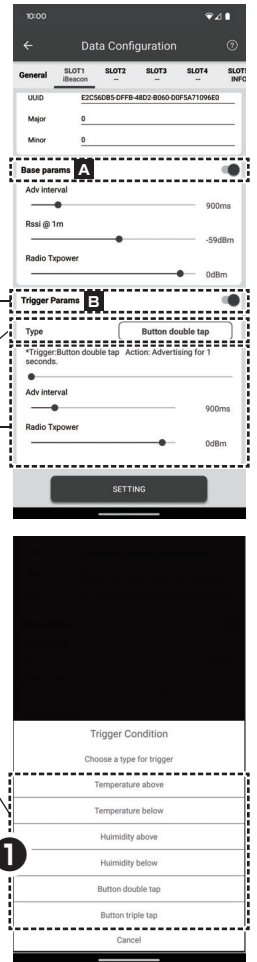 10:00
Data Configuration ?
General SLOT1 SLOT2 SLOT3 SLOT4 SLOT5
iBeacon -- -- -- INFO
UUID E2C56DB5-DFFB-48D2-B060-D0F5A71096E0
Major 0
Minor 0
Base params A
Adv interval
900ms
Rssi @ 1m
-59dBm
Radio Txpower
0dBm
Trigger Params B
Type Button double tap
*Trigger:Button double tap Action: Advertising for 1
seconds.
Adv interval
900ms
Radio Txpower
0dBm
SETTING
Trigger Condition
Choose a type for trigger
Temperature above
Temperature below
Huimidity above
1
Huimidity below
Button double tap
Button triple tap
Cancel